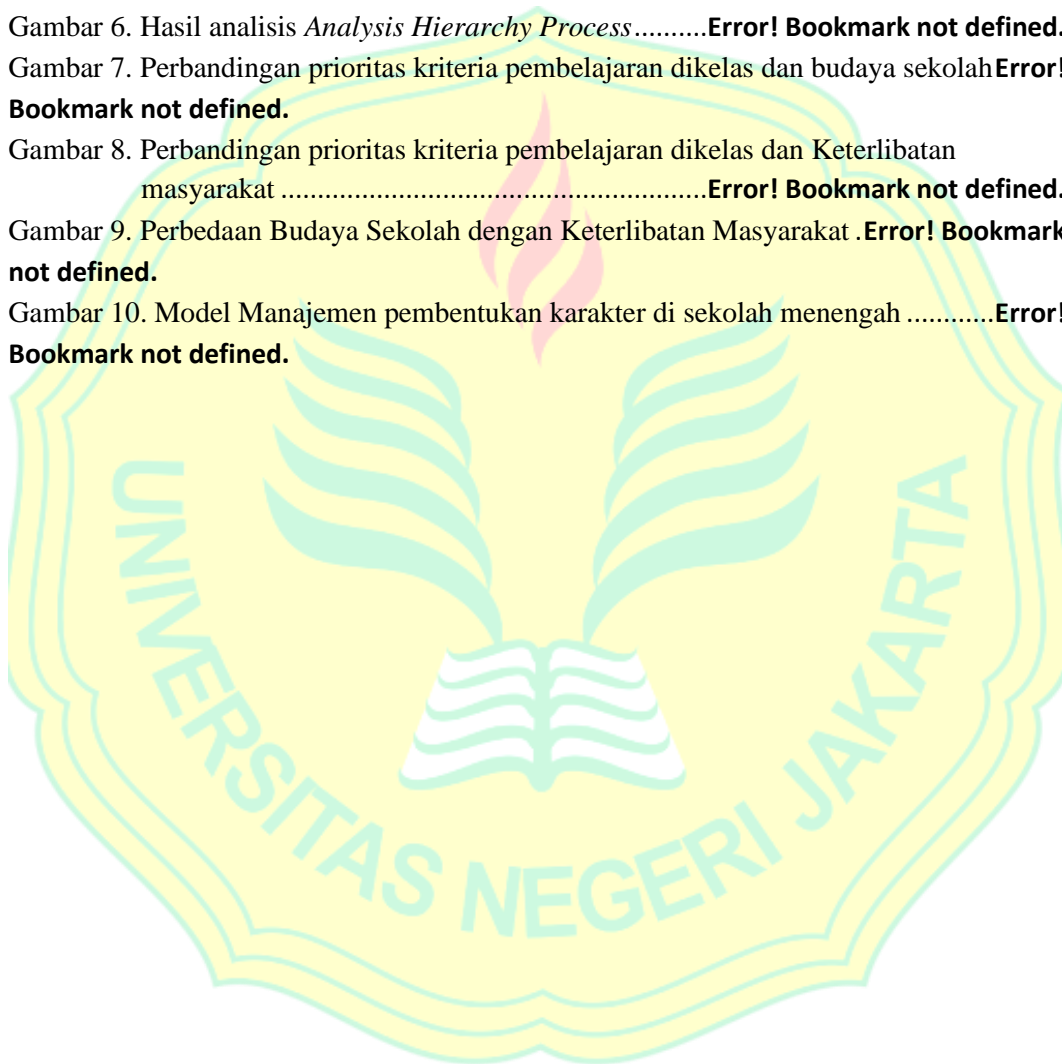 Gambar 6. Hasil analisis Analysis Hierarchy Process..........Error! Bookmark not defined.
Gambar 7. Perbandingan prioritas kriteria pembelajaran dikelas dan budaya sekolahError!
Bookmark not defined.
Gambar 8. Perbandingan prioritas kriteria pembelajaran dikelas dan Keterlibatan
masyarakat ..........................................................Error! Bookmark not defined.
Gambar 9. Perbedaan Budaya Sekolah dengan Keterlibatan Masyarakat .Error! Bookmark
not defined.
Gambar 10. Model Manajemen pembentukan karakter di sekolah menengah ............Error!
Bookmark not defined.
UNIVERSITAS NEGERI JAKARTA